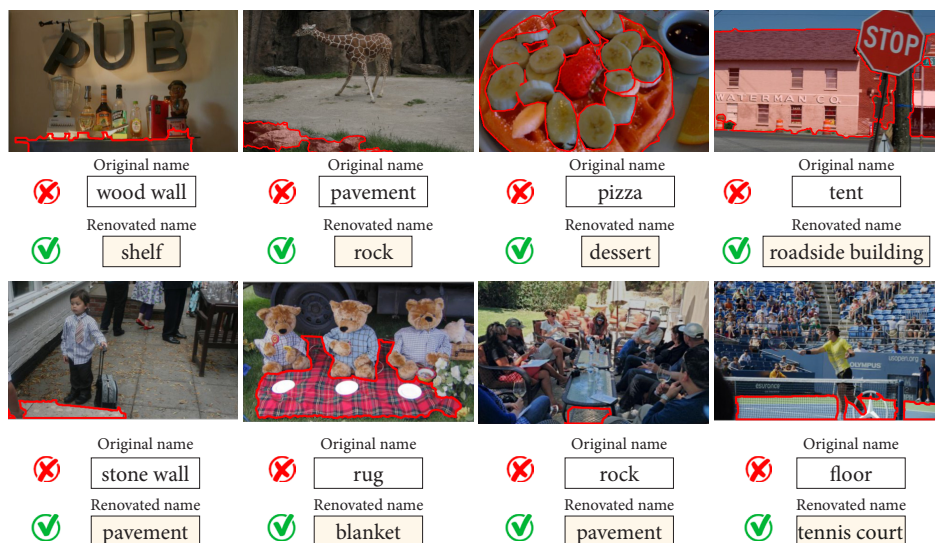 PUB
STOP
WATERMAN CO.
Original name
Original name
Original name
Original name
wood wall
pavement
pizza
tent
Renovated name
Renovated name
Renovated name
Renovated name
shelf
rock
dessert
roadside building
usopen.org
OLYMPUS
esurance
Original name
Original name
Original name
Original name
stone wall
rug
rock
floor
Renovated name
Renovated name
Renovated name
Renovated name
pavement
blanket
pavement
tennis court